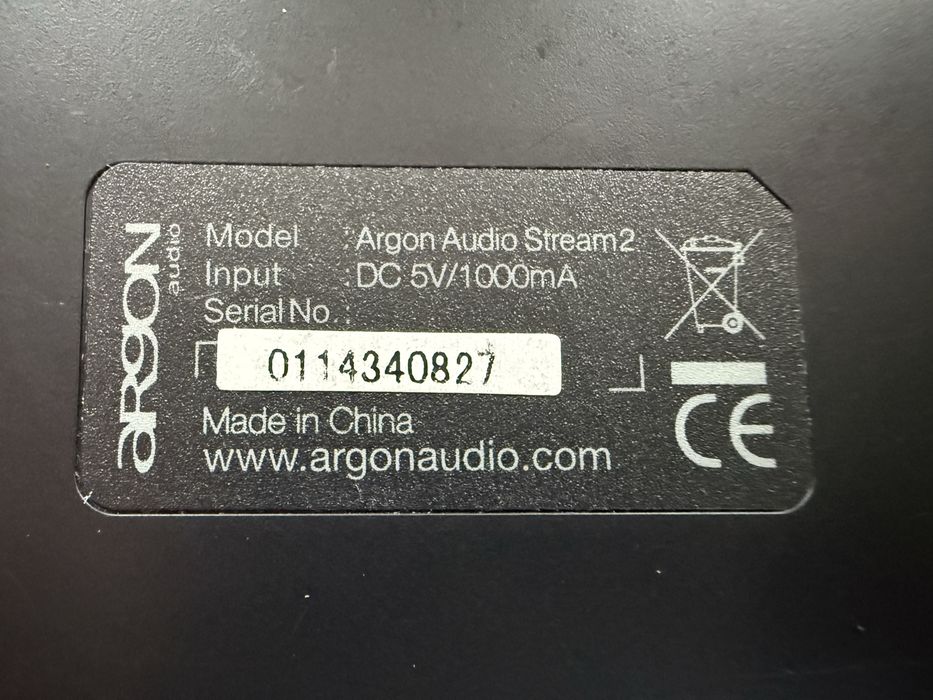 aRgON
audio
Model : Argon Audio Stream2
Input : DC 5V/1000mA
Serial No. :
0114340827
Made in China
www.argonaudio.com
CE